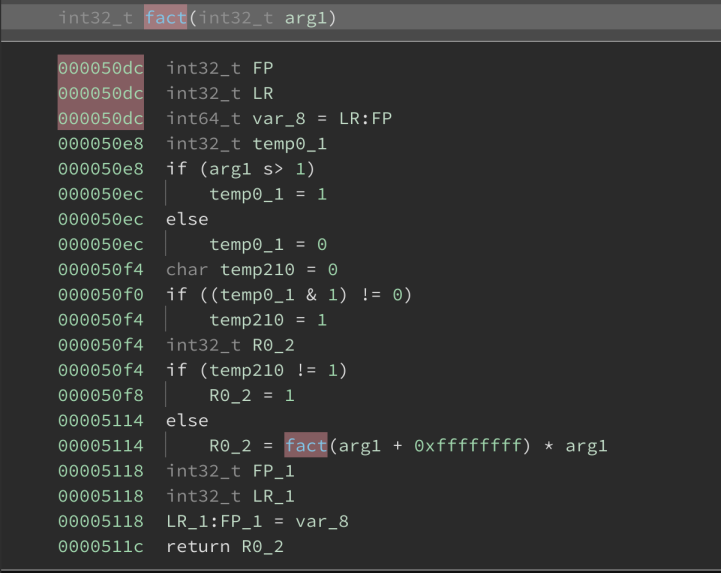 int32_t fact(int32_t arg1)
000050dc int32_t FP
000050dc int32_t LR
000050dc int64_t var_8 = LR:FP
000050e8 int32_t temp0_1
000050e8 if (arg1 s> 1)
000050ec temp0_1 = 1
000050ec else
000050ec temp0_1 = 0
000050f4 char temp210 = 0
000050f0 if ((temp0_1 & 1) != 0)
000050f4 temp210 = 1
000050f4 int32_t R0_2
000050f4 if (temp210 != 1)
000050f8 R0_2 = 1
00005114 else
00005114 R0_2 = fact(arg1 + 0xffffffff) * arg1
00005118 int32_t FP_1
00005118 int32_t LR_1
00005118 LR_1:FP_1 = var_8
0000511c return R0_2